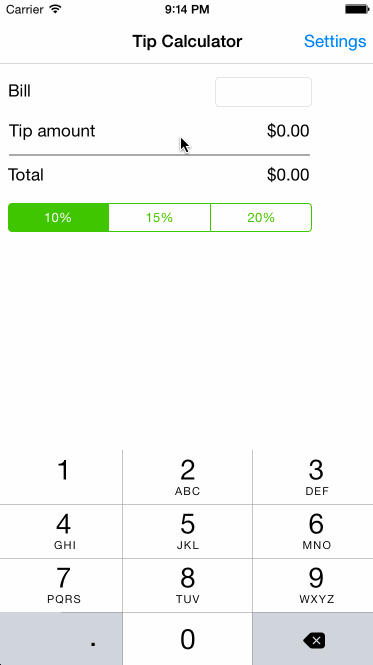 Carrier 9:14 PM
Tip Calculator Settings
Bill
Tip amount $0.00
Total $0.00
10% 15% 20%
1 2 3
ABC DEF
4 5 6
GHI JKL MNO
7 8 9
PQRS TUV WXYZ
. 0